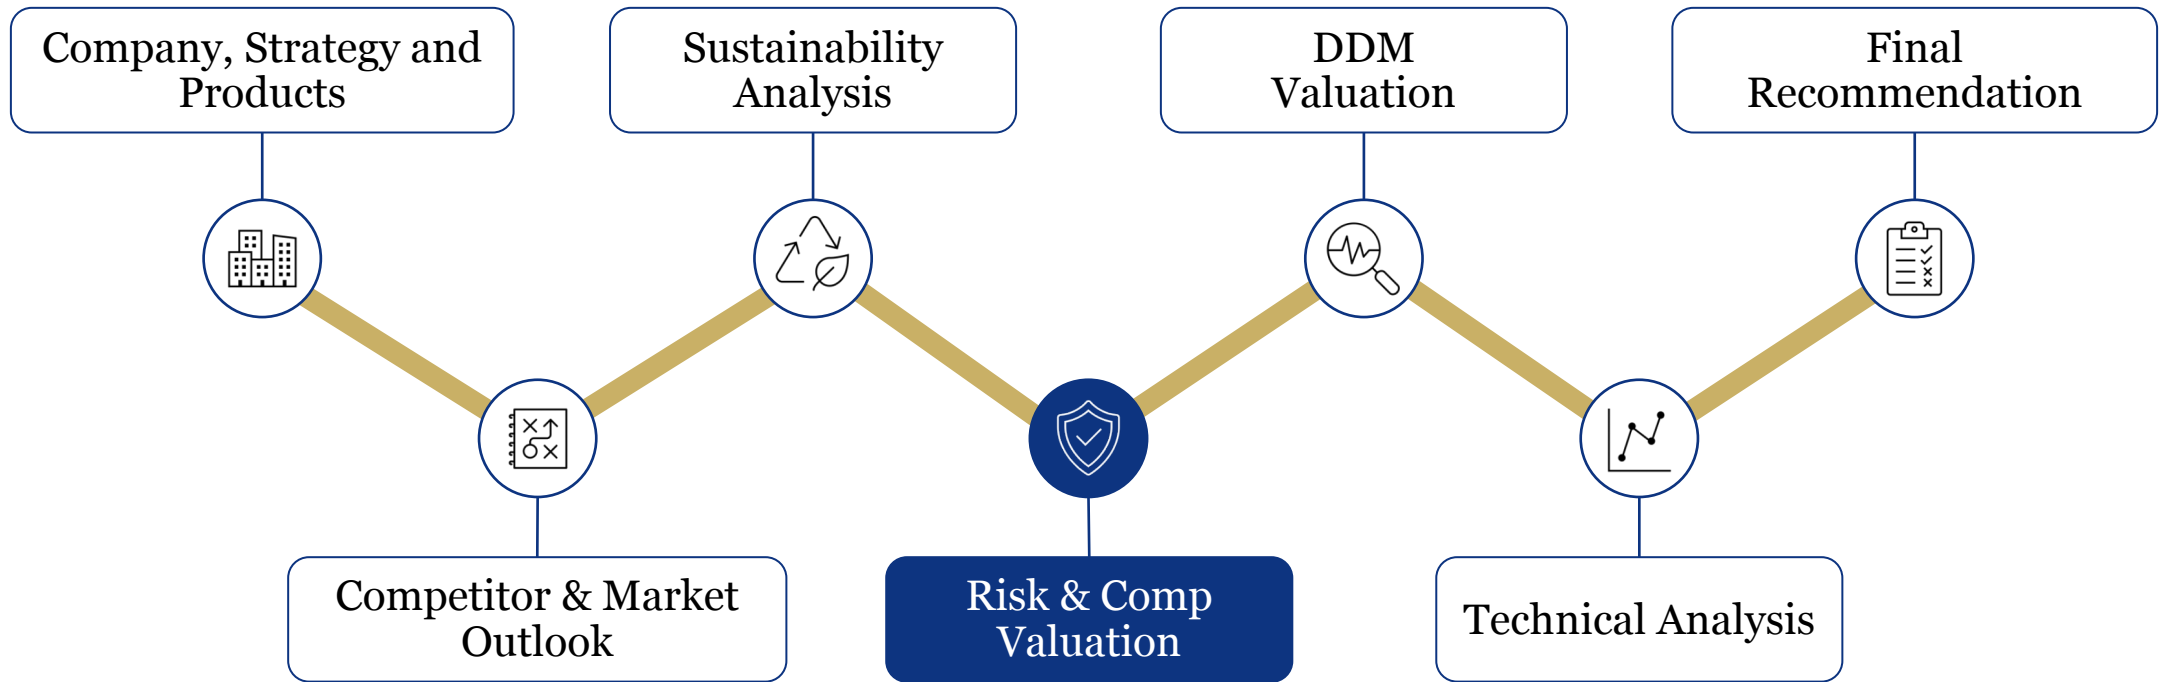 Company, Strategy and
Products
Sustainability
Analysis
DDM
Valuation
Final
Recommendation
Competitor & Market
Outlook
Risk & Comp
Valuation
Technical Analysis